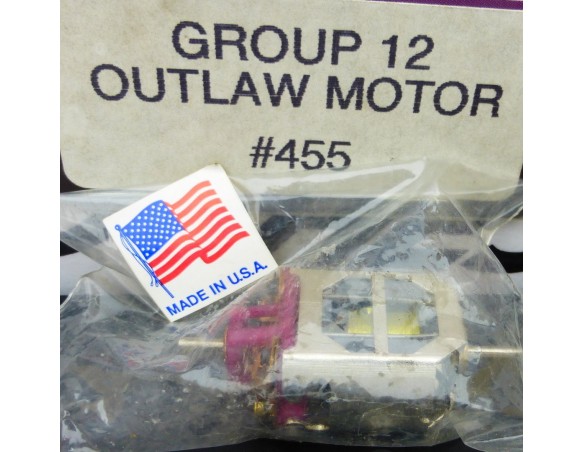 GROUP 12
OUTLAW MOTOR
#455
MADE IN U.S.A.